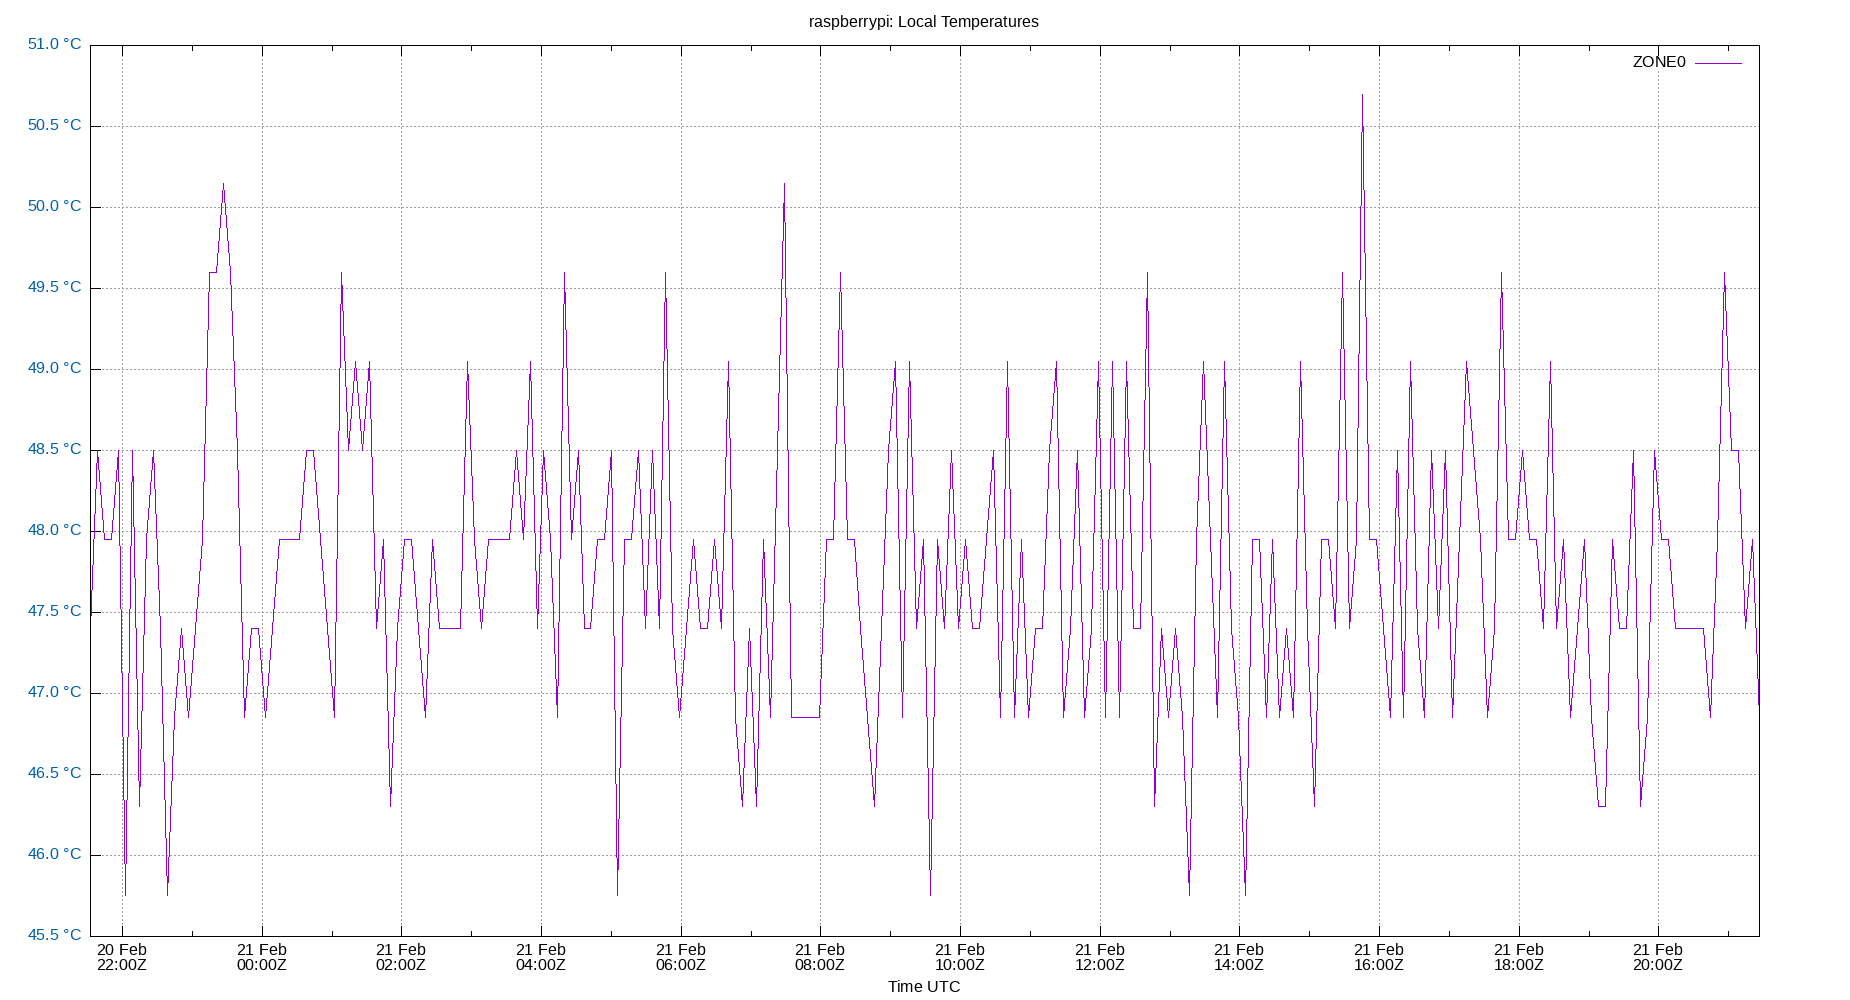 raspberrypi: Local Temperatures
51.0 °C
ZONE0
50.5 °C
50.0 °C
49.5 °C
49.0 °C
48.5 °C
48.0 °C
47.5 °C
47.0 °C
46.5 °C
46.0 °C
45.5 °C
20 Feb 21 Feb 21 Feb 21 Feb 21 Feb 21 Feb 21 Feb 21 Feb 21 Feb 21 Feb 21 Feb 21 Feb
22:00Z 00:00Z 02:00Z 04:00Z 06:00Z 08:00Z 10:00Z 12:00Z 14:00Z 16:00Z 18:00Z 20:00Z
Time UTC